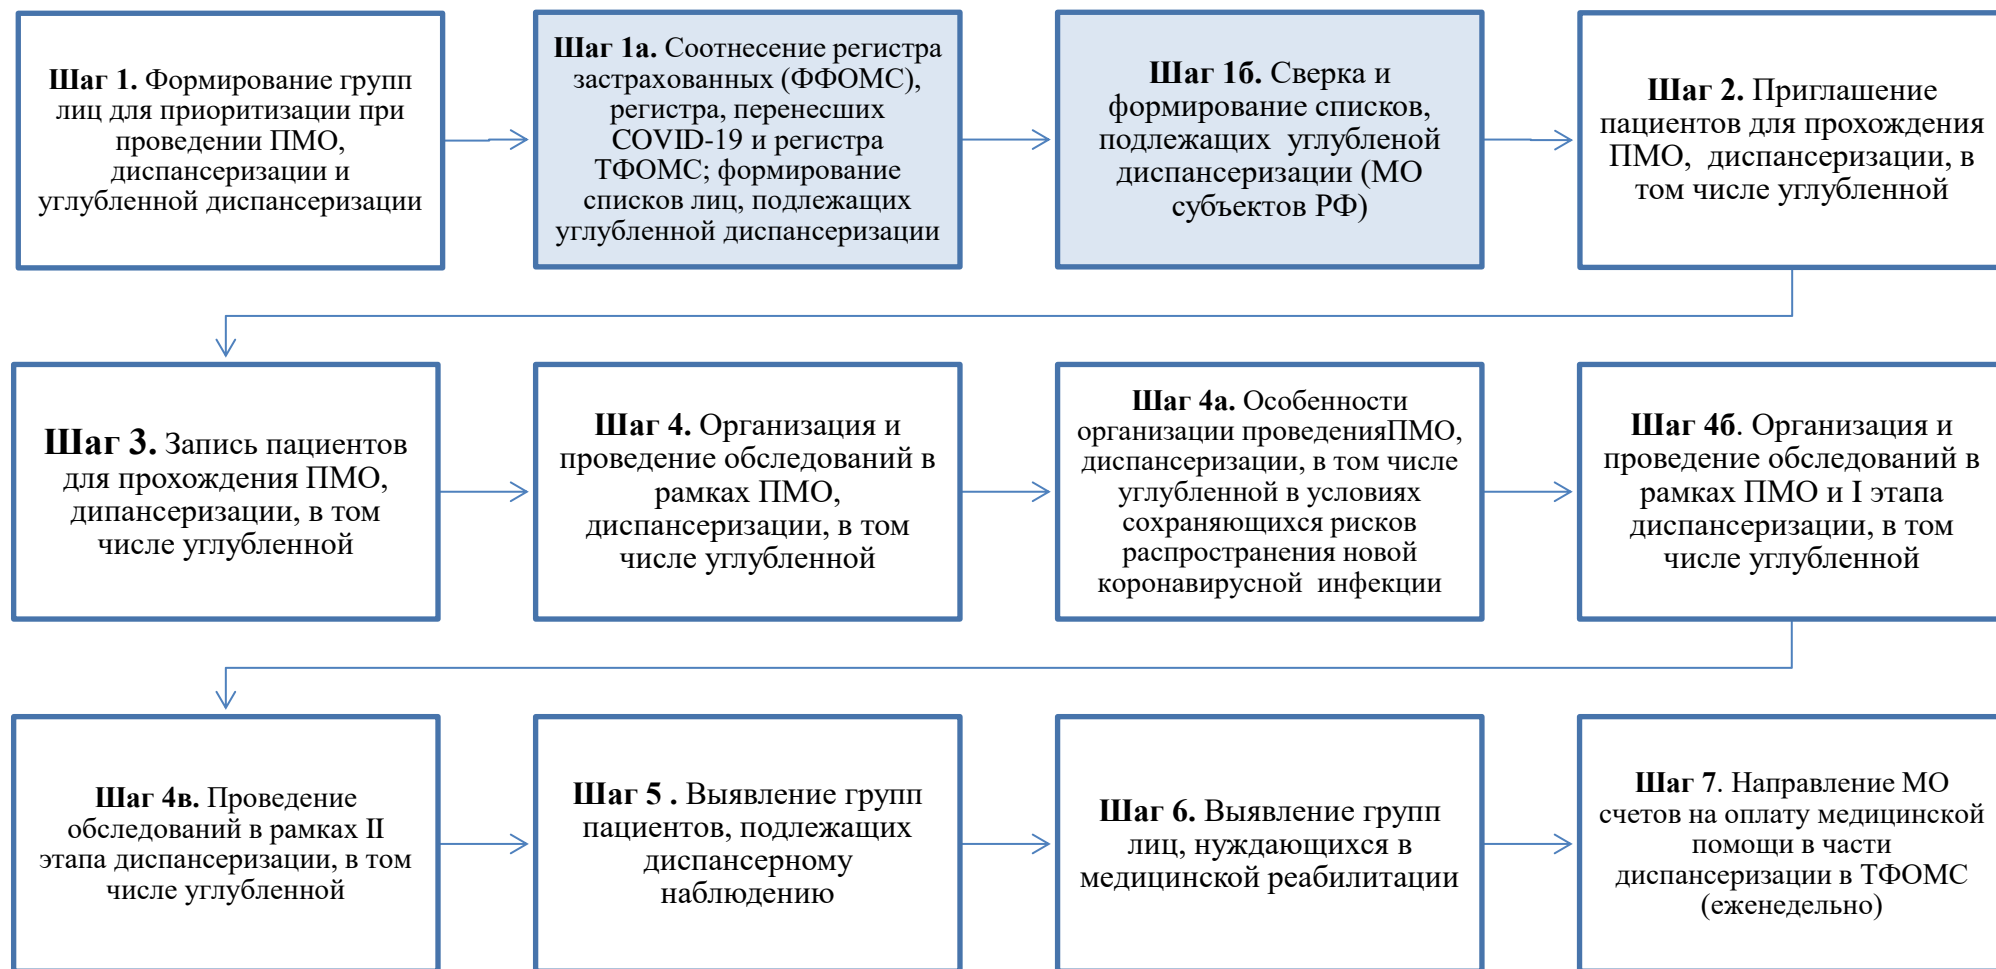 Шаг 1. Формирование групп
лиц для приоритизации при
проведении ПМО,
диспансеризации и
углубленной диспансеризации
Шаг 1а. Соотнесение регистра
застрахованных (ФФОМС),
регистра, перенесших
COVID-19 и регистра
ТФОМС; формирование
списков лиц, подлежащих
углубленной диспансеризации
Шаг 1б. Сверка и
формирование списков,
подлежащих углубленой
диспансеризации (МО
субъектов РФ)
Шаг 2. Приглашение
пациентов для прохождения
ПМО, диспансеризации, в
том числе углубленной
Шаг 3. Запись пациентов
для прохождения ПМО,
дипансеризации, в том
числе углубленной
Шаг 4. Организация и
проведение обследований в
рамках ПМО,
диспансеризации, в том
числе углубленной
Шаг 4а. Особенности
организации проведенияПМО,
диспансеризации, в том числе
углубленной в условиях
сохраняющихся рисков
распространения новой
коронавирусной инфекции
Шаг 4б. Организация и
проведение обследований в
рамках ПМО и I этапа
диспансеризации, в том
числе углубленной
Шаг 4в. Проведение
обследований в рамках II
этапа диспансеризации, в том
числе углубленной
Шаг 5 . Выявление групп
пациентов, подлежащих
диспансерному
наблюдению
Шаг 6. Выявление групп
лиц, нуждающихся в
медицинской реабилитации
Шаг 7. Направление МО
счетов на оплату медицинской
помощи в части
диспансеризации в ТФОМС
(еженедельно)